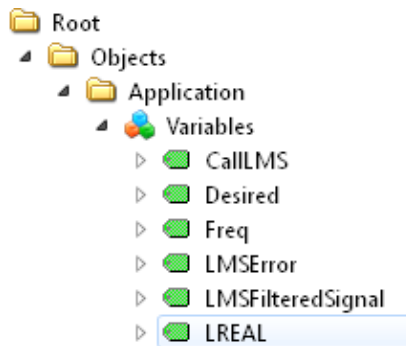 Root
Objects
Application
Variables
CallLMS
Desired
Freq
LMSError
LMSFilteredSignal
LREAL